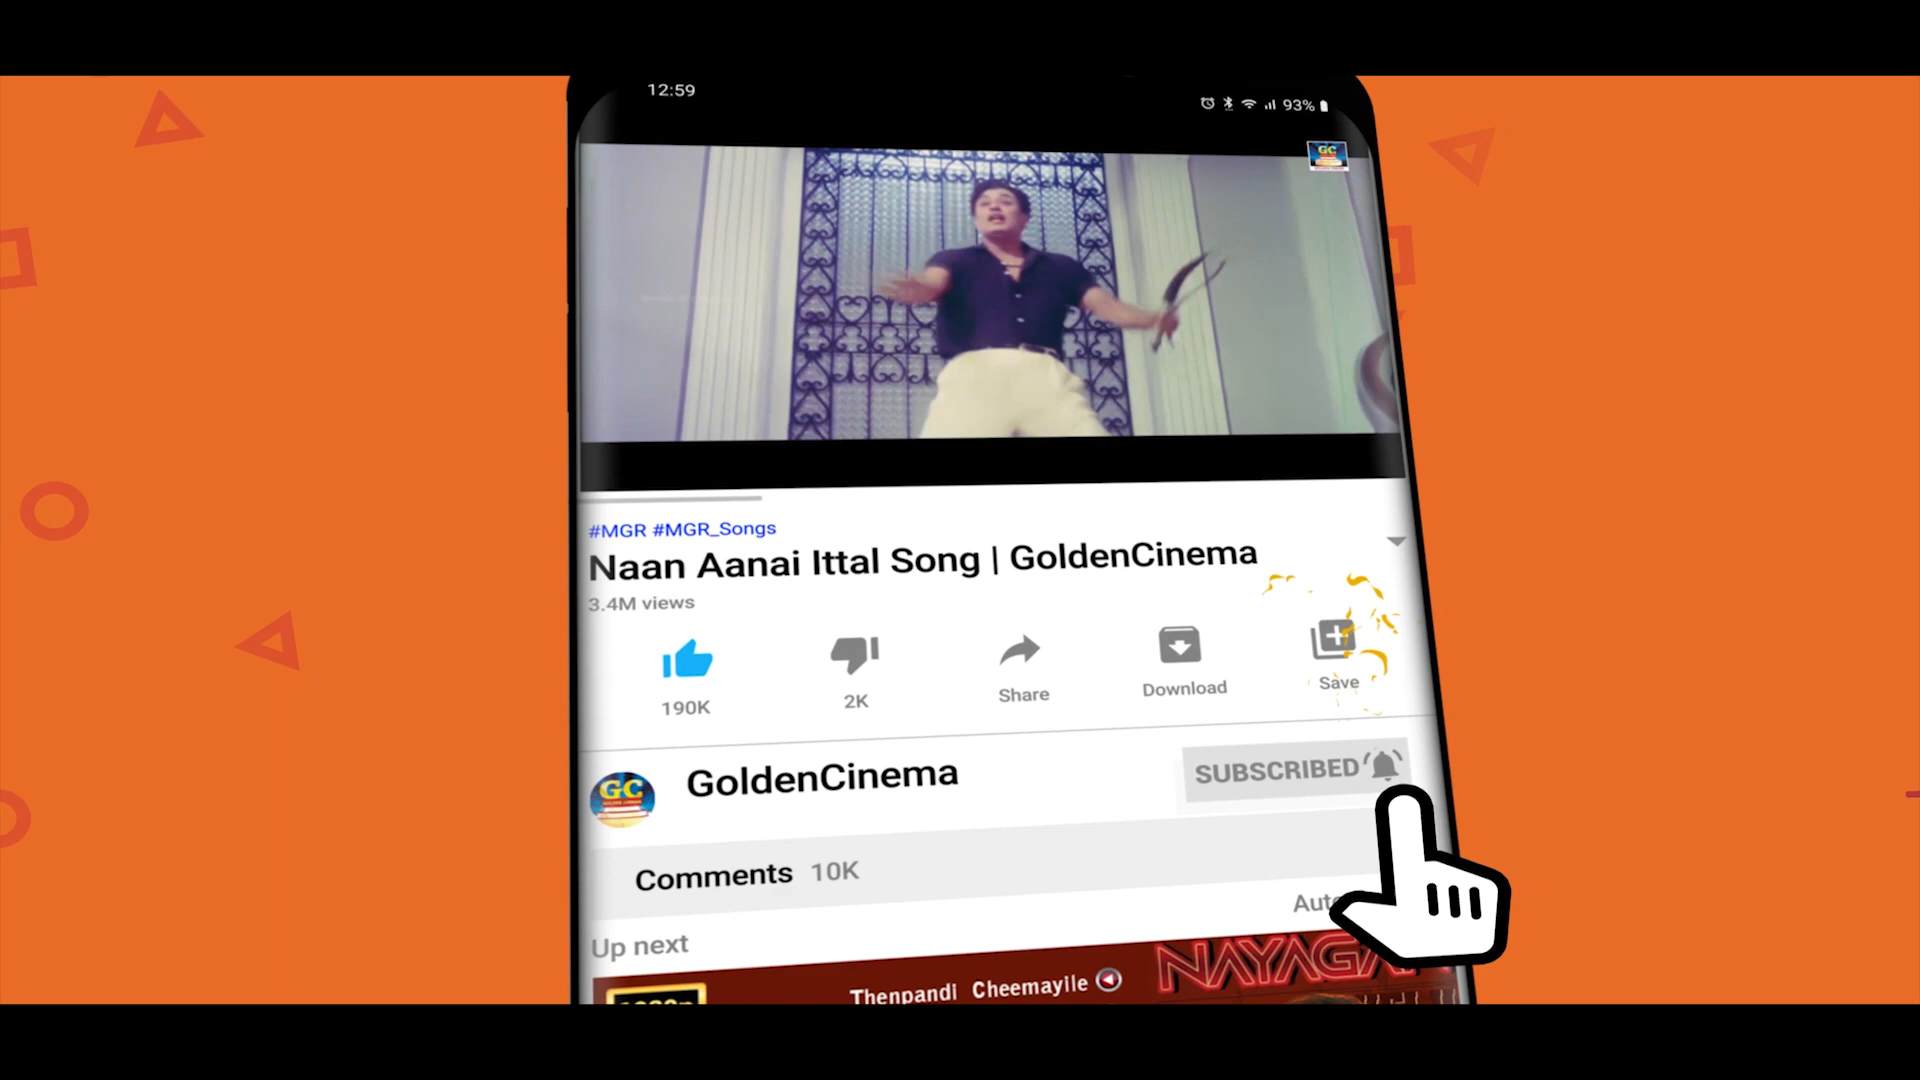 12:59
93%
GC
#MGR #MGR_Songs
Naan Aanai Ittal Song | GoldenCinema
3.4M views
190K
2K
Share
Download
Save
GC
GoldenCinema
SUBSCRIBED
Comments 10K
Up next
Thenpandi Cheemayile